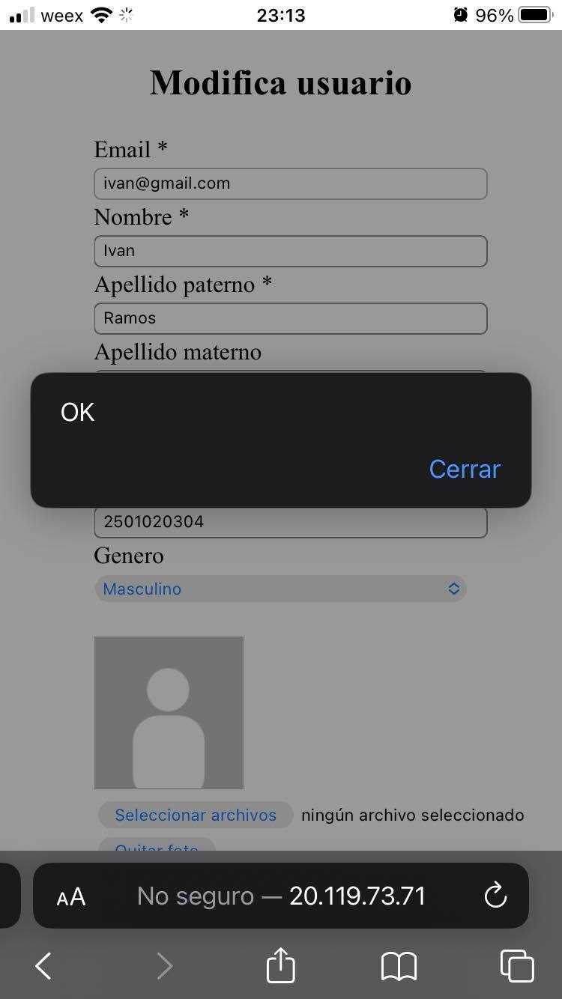 weex 23:13 96%
Modifica usuario
Email *
ivan@gmail.com
Nombre *
Ivan
Apellido paterno *
Ramos
Apellido materno
OK
Cerrar
2501020304
Genero
Masculino
Seleccionar archivos ningún archivo seleccionado
Quitar foto
AA No seguro — 20.119.73.71